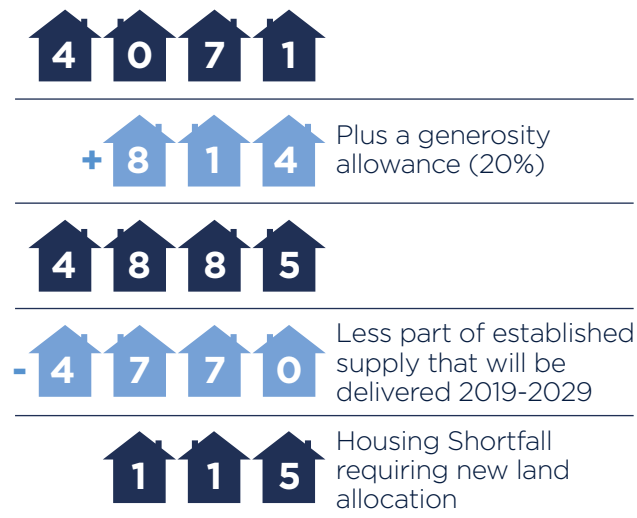 4071
+814
Plus a generosity
allowance (20%)
4885
-4770
Less part of established
supply that will be
delivered 2019-2029
115
Housing Shortfall
requiring new land
allocation